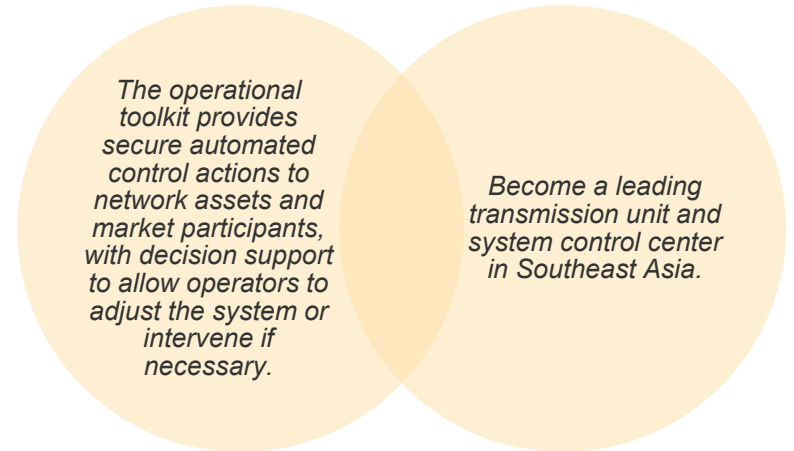 The operational
toolkit provides
secure automated
control actions to
network assets and
market participants,
with decision support
to allow operators to
adjust the system or
intervene if
necessary.
Become a leading
transmission unit and
system control center
in Southeast Asia.